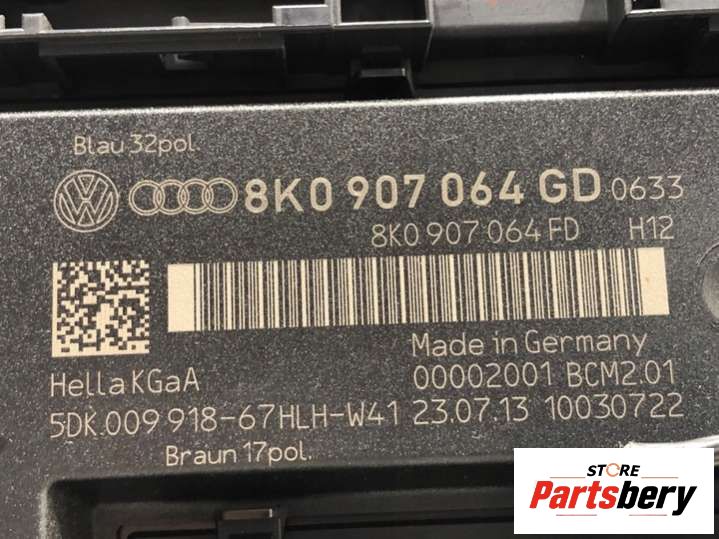 Blau 32pol.
8K0 907 064 GD 0633
8K0 907 064 FD H12
Made in Germany
Hella KGaA 00002001 BCM2.01
5DK.009 918-67HLH-W41 23.07.13 10030722
Braun 17pol.
STORE
Partsbery